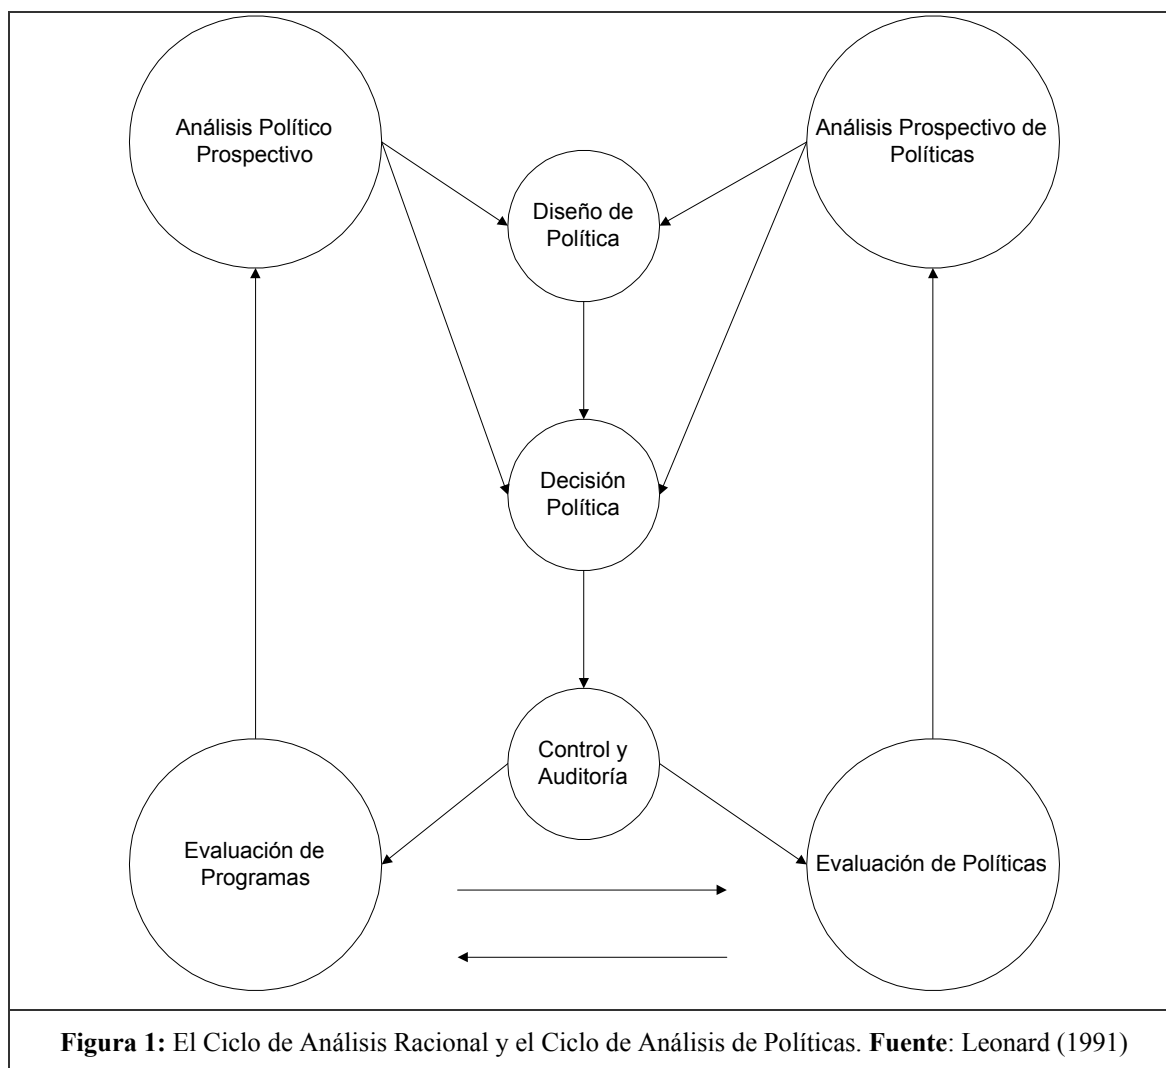 Análisis Político
Prospectivo
Análisis Prospectivo de
Políticas
Diseño de
Política
Decisión
Política
Control y
Auditoría
Evaluación de
Programas
Evaluación de Políticas
Figura 1: El Ciclo de Análisis Racional y el Ciclo de Análisis de Políticas. Fuente: Leonard (1991)